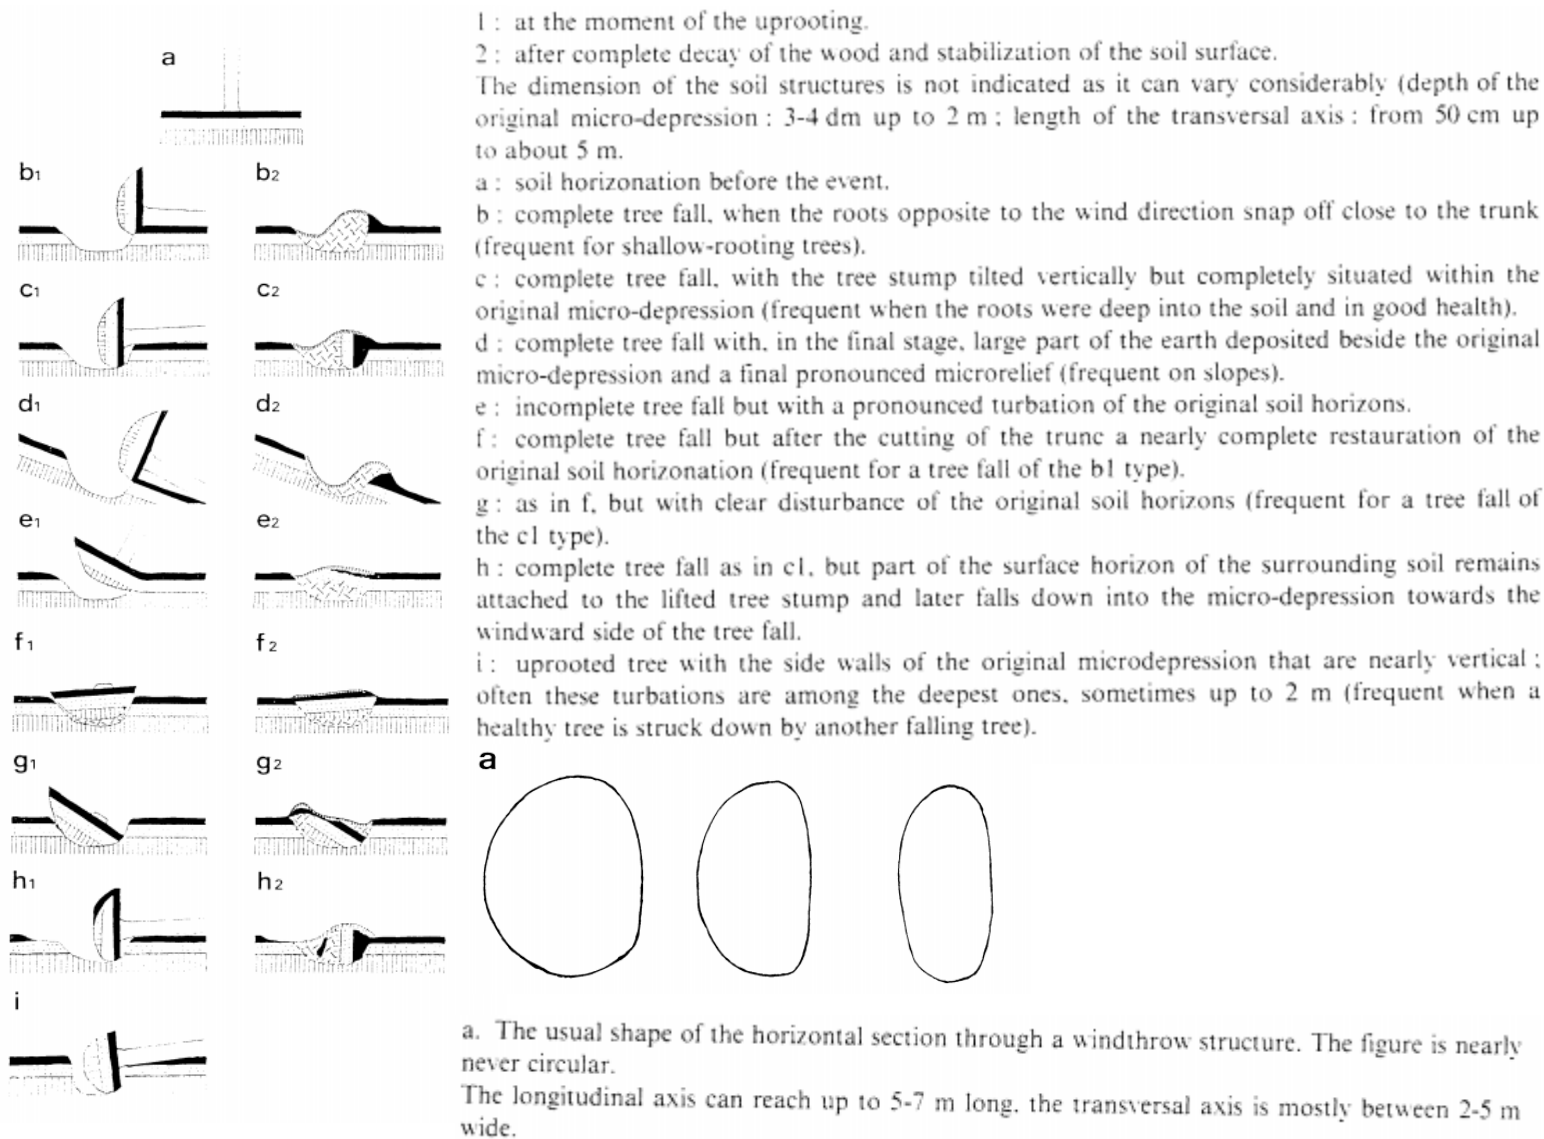 a
b1
b2
c1
c2
d1
d2
e1
e2
f1
f2
g1
g2
h1
h2
i
1 : at the moment of the uprooting.
2 : after complete decay of the wood and stabilization of the soil surface.
The dimension of the soil structures is not indicated as it can vary considerably (depth of the
original micro-depression : 3-4 dm up to 2 m ; length of the transversal axis : from 50 cm up
to about 5 m.
a : soil horizonation before the event.
b : complete tree fall, when the roots opposite to the wind direction snap off close to the trunk
(frequent for shallow-rooting trees).
c : complete tree fall, with the tree stump tilted vertically but completely situated within the
original micro-depression (frequent when the roots were deep into the soil and in good health).
d : complete tree fall with, in the final stage, large part of the earth deposited beside the original
micro-depression and a final pronounced microrelief (frequent on slopes).
e : incomplete tree fall but with a pronounced turbation of the original soil horizons.
f : complete tree fall but after the cutting of the trunc a nearly complete restauration of the
original soil horizonation (frequent for a tree fall of the b1 type).
g : as in f, but with clear disturbance of the original soil horizons (frequent for a tree fall of
the c1 type).
h : complete tree fall as in c1, but part of the surface horizon of the surrounding soil remains
attached to the lifted tree stump and later falls down into the micro-depression towards the
windward side of the tree fall.
i : uprooted tree with the side walls of the original microdepression that are nearly vertical ;
often these turbations are among the deepest ones, sometimes up to 2 m (frequent when a
healthy tree is struck down by another falling tree).
a
a. The usual shape of the horizontal section through a windthrow structure. The figure is nearly
never circular.
The longitudinal axis can reach up to 5-7 m long, the transversal axis is mostly between 2-5 m
wide.